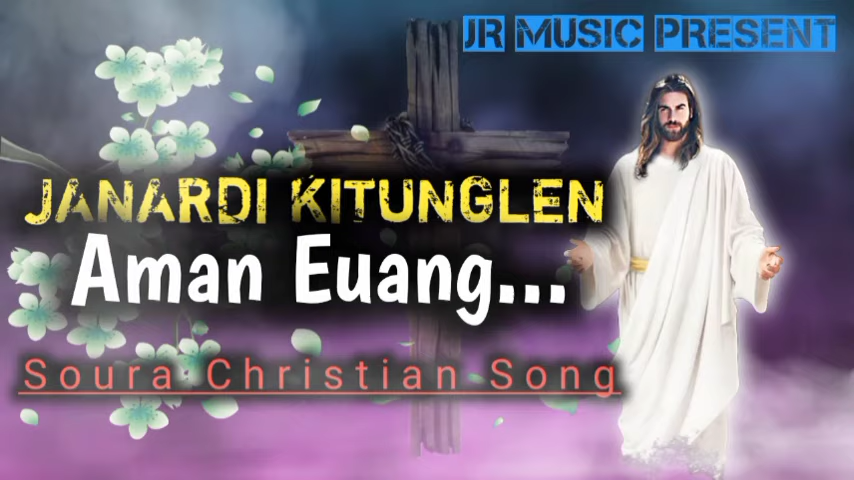 JR MUSIC PRESENT
JANARDI KITUNGLEN
Aman Euang...
Soura Christian Song